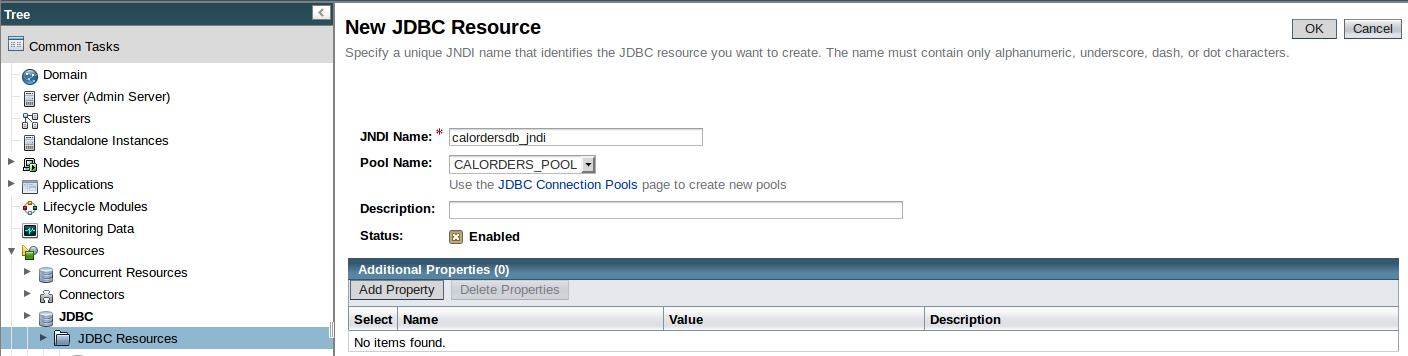 Tree
Common Tasks
Domain
server (Admin Server)
Clusters
Standalone Instances
Nodes
Applications
Lifecycle Modules
Monitoring Data
Resources
Concurrent Resources
Connectors
JDBC
JDBC Resources
New JDBC Resource
OK Cancel
Specify a unique JNDI name that identifies the JDBC resource you want to create. The name must contain only alphanumeric, underscore, dash, or dot characters.
JNDI Name: * calordersdb_jndi
Pool Name: CALORDERS_POOL
Use the JDBC Connection Pools page to create new pools
Description:
Status: Enabled
Additional Properties (0)
Add Property Delete Properties
Select Name Value Description
No items found.